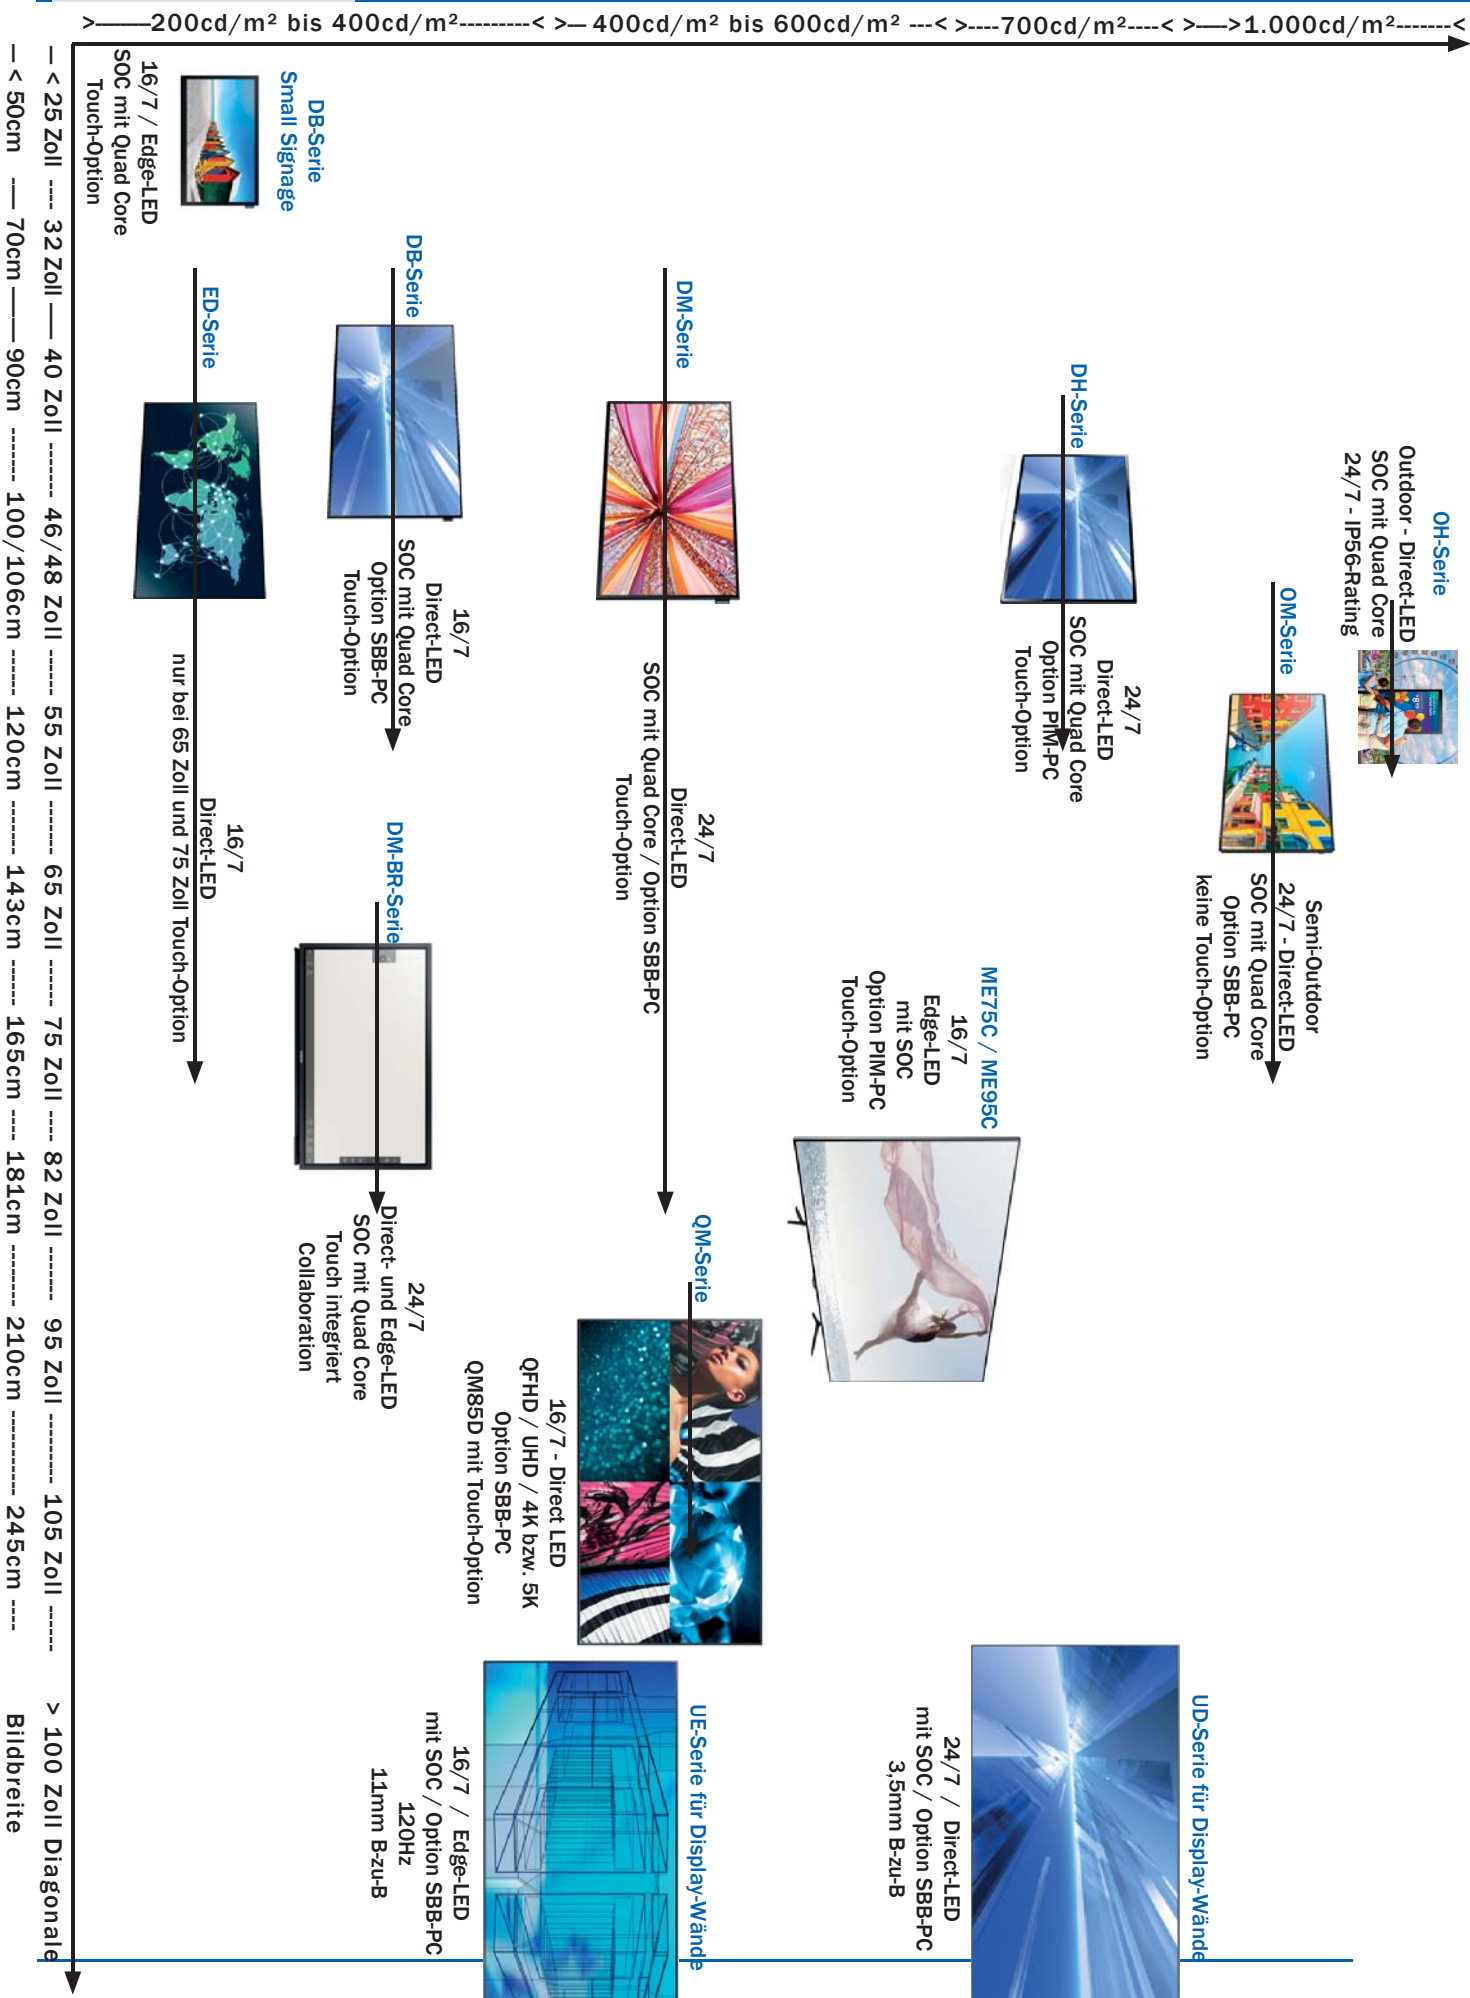 >--------200cd/m² bis 400cd/m²---------< >--- 400cd/m² bis 600cd/m² ---< >----700cd/m²----< >---->1.000cd/m²-------<
— < 25 Zoll ---- 32 Zoll —— 40 Zoll ------- 46/48 Zoll ------ 55 Zoll ------- 65 Zoll ------ 75 Zoll ---- 82 Zoll ------- 95 Zoll ---------- 105 Zoll ------ > 100 Zoll Diagonale
— < 50cm —— 70cm —— 90cm ------- 100/106cm ------ 120cm ------- 143cm ------ 165cm ---- 181cm -------- 210cm ----------- 245cm ---- Bildbreite
DB-Serie
Small Signage
16/7 / Edge-LED
SOC mit Quad Core
Touch-Option
ED-Serie
16/7
Direct-LED
nur bei 65 Zoll und 75 Zoll Touch-Option
DB-Serie
16/7
Direct-LED
SOC mit Quad Core
Option SBB-PC
Touch-Option
DM-BR-Serie
24/7
Direct- und Edge-LED
SOC mit Quad Core
Touch integriert
Collaboration
DM-Serie
24/7
Direct-LED
SOC mit Quad Core / Option SBB-PC
Touch-Option
QM-Serie
16/7 - Direct LED
QFHD / UHD / 4K bzw. 5K
Option SBB-PC
QM85D mit Touch-Option
UE-Serie für Display-Wände
16/7 / Edge-LED
mit SOC / Option SBB-PC
120Hz
11mm B-zu-B
ME75C / ME95C
16/7
Edge-LED
mit SOC
Option PIM-PC
Touch-Option
DH-Serie
24/7
Direct-LED
SOC mit Quad Core
Option PIM-PC
Touch-Option
UD-Serie für Display-Wände
24/7 / Direct-LED
mit SOC / Option SBB-PC
3,5mm B-zu-B
OM-Serie
Semi-Outdoor
24/7 - Direct-LED
SOC mit Quad Core
Option SBB-PC
keine Touch-Option
OH-Serie
Outdoor - Direct-LED
SOC mit Quad Core
24/7 - IP56-Rating